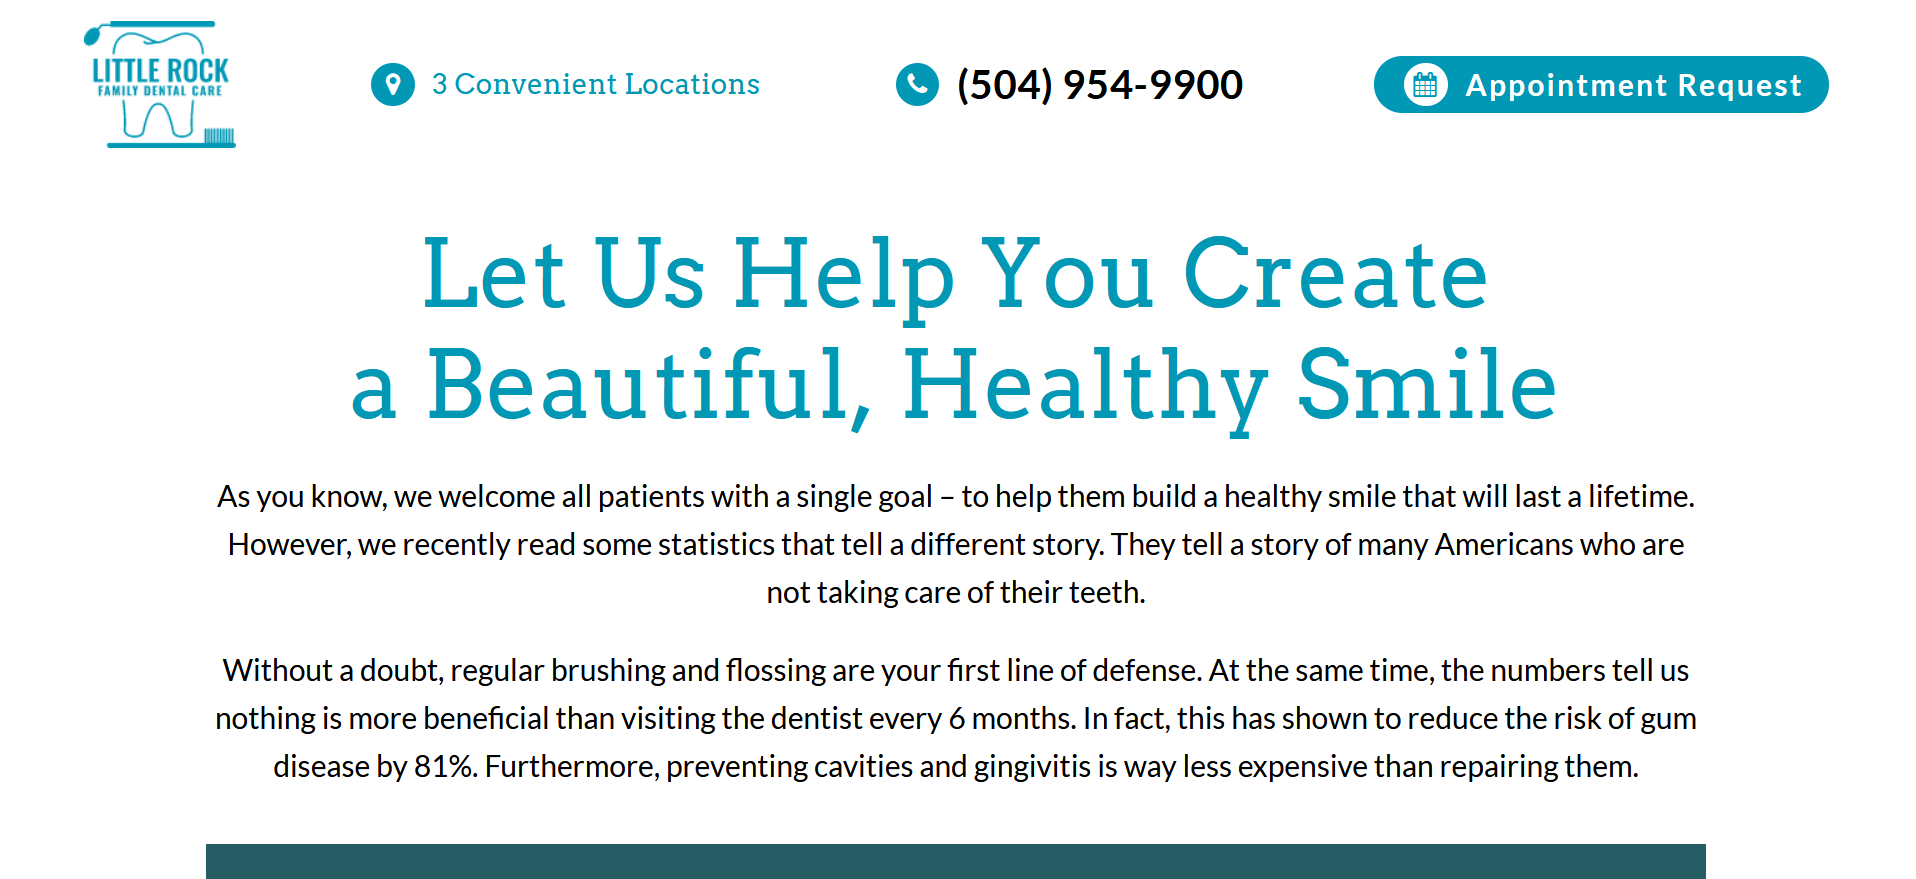 LITTLE ROCK
FAMILY DENTAL CARE
3 Convenient Locations
(504) 954-9900
Appointment Request
Let Us Help You Create
a Beautiful, Healthy Smile
As you know, we welcome all patients with a single goal – to help them build a healthy smile that will last a lifetime.
However, we recently read some statistics that tell a different story. They tell a story of many Americans who are
not taking care of their teeth.
Without a doubt, regular brushing and flossing are your first line of defense. At the same time, the numbers tell us
nothing is more beneficial than visiting the dentist every 6 months. In fact, this has shown to reduce the risk of gum
disease by 81%. Furthermore, preventing cavities and gingivitis is way less expensive than repairing them.